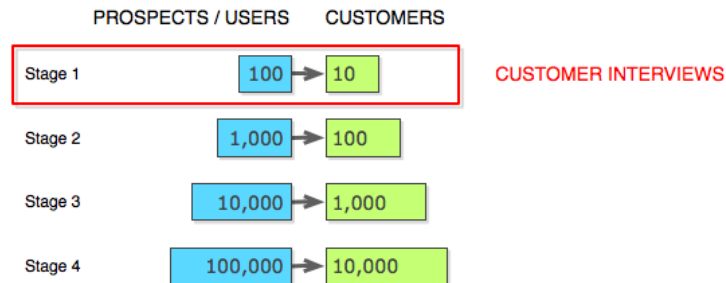 PROSPECTS / USERS CUSTOMERS
Stage 1 100 10 CUSTOMER INTERVIEWS
Stage 2 1,000 100
Stage 3 10,000 1,000
Stage 4 100,000 10,000